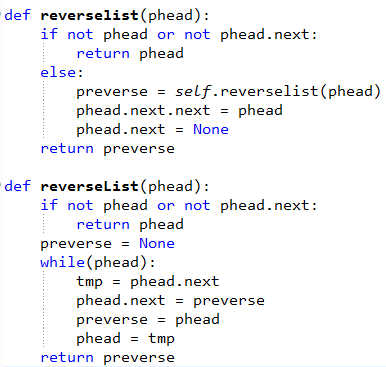 def reverselist(phead):
    if not phead or not phead.next:
        return phead
    else:
        preverse = self.reverselist(phead)
        phead.next.next = phead
        phead.next = None
    return preverse

def reverseList(phead):
    if not phead or not phead.next:
        return phead
    preverse = None
    while(phead):
        tmp = phead.next
        phead.next = preverse
        preverse = phead
        phead = tmp
    return preverse